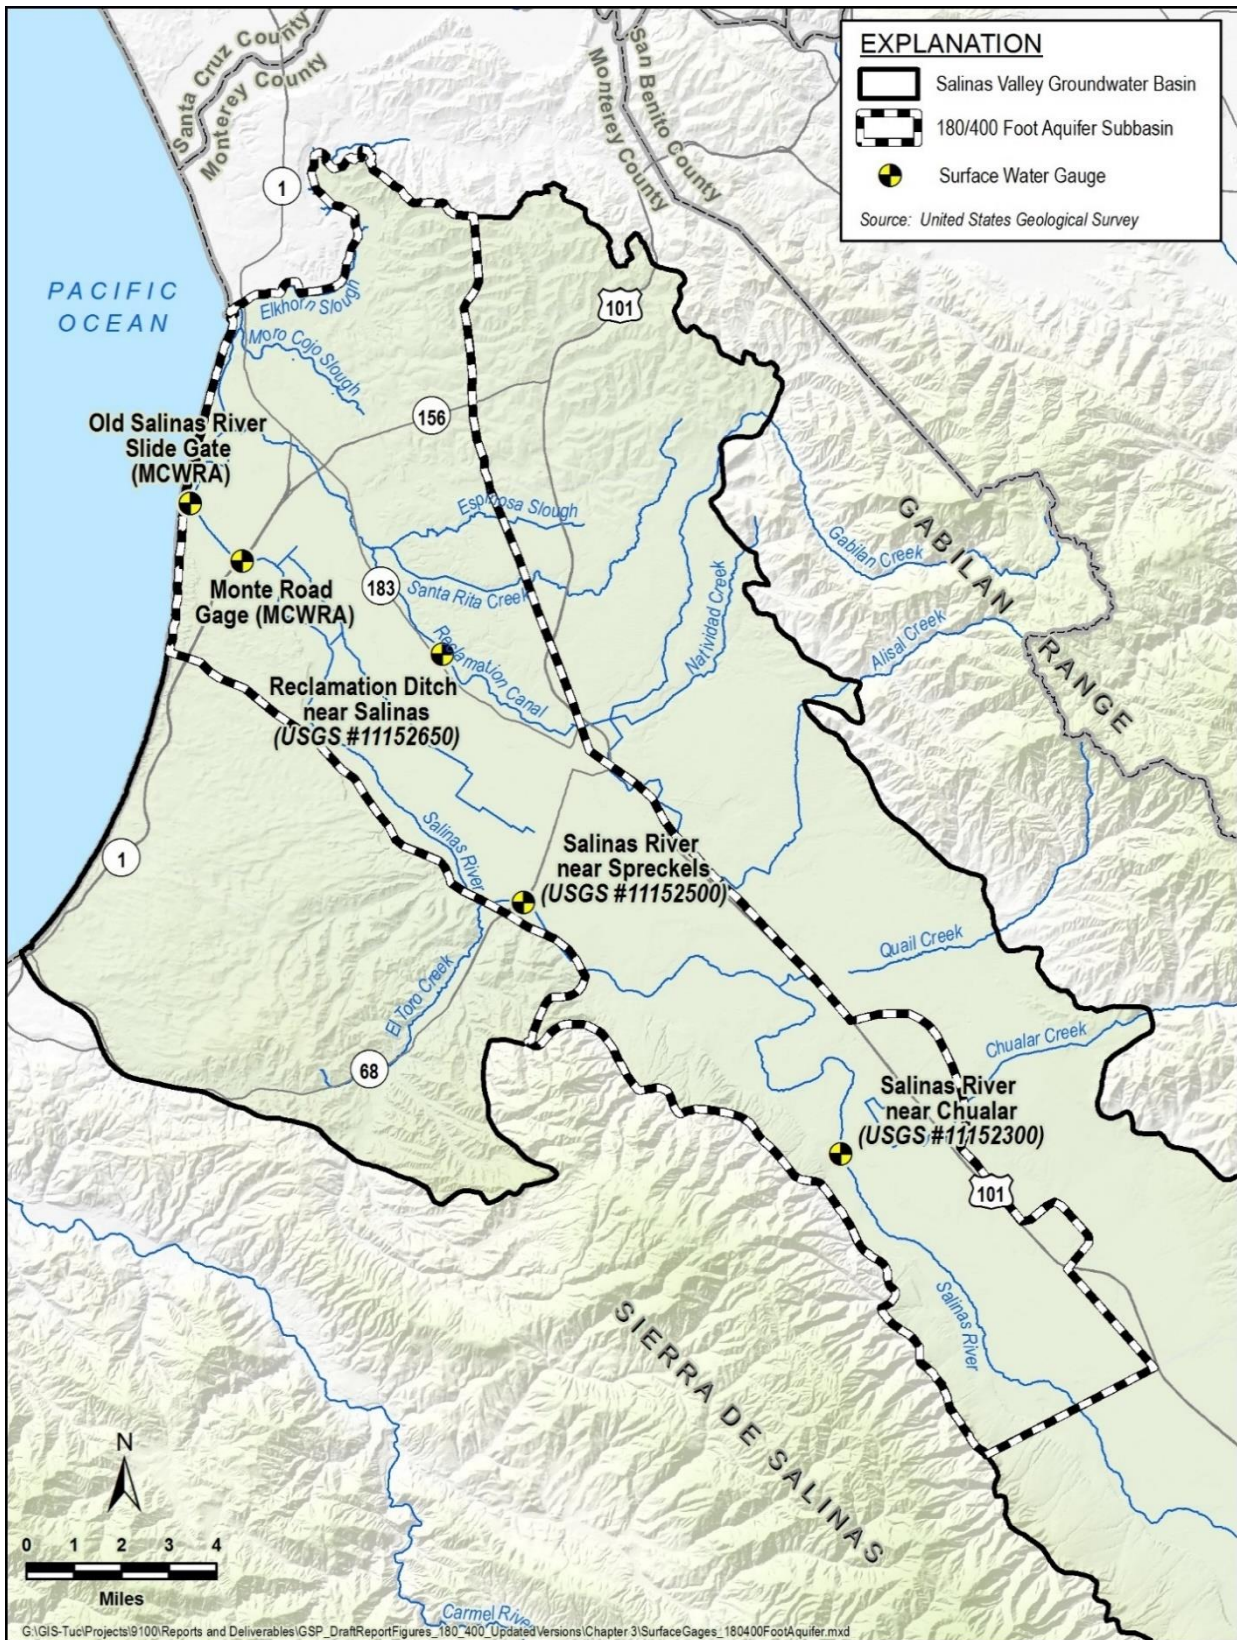 EXPLANATION
Salinas Valley Groundwater Basin
180/400 Foot Aquifer Subbasin
Surface Water Gauge
Source: United States Geological Survey
Santa Cruz County
Monterey County
San Benito County
Monterey County
1
PACIFIC
OCEAN
101
Elkhorn Slough
Moro Cojo Slough
156
Old Salinas River
Slide Gate
(MCWRA)
Espinosa Slough
GABILAN
RANGE
Gabilan Creek
Monte Road
Gage (MCWRA)
183
Santa Rita Creek
Natividad Creek
Alisal Creek
Reclamation Canal
Reclamation Ditch
near Salinas
(USGS #11152650)
Salinas River
1
Salinas River
near Spreckels
(USGS #11152500)
Quail Creek
El Toro Creek
68
Chualar Creek
Salinas River
near Chualar
(USGS #11152300)
101
Salinas River
SIERRA DE SALINAS
N
0 1 2 3 4
Miles
Carmel River
G:\GIS-Tuc\Projects\9100\Reports and Deliverables\GSP_DraftReportFigures_180_400_UpdatedVersions\Chapter 3\SurfaceGages_180400FootAquifer.mxd